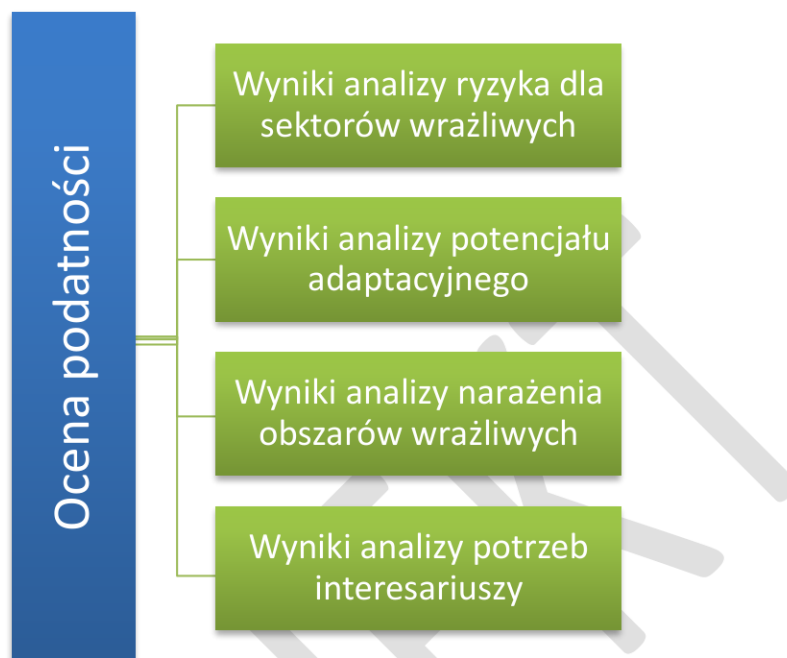 Ocena podatności
Wyniki analizy ryzyka dla
sektorów wrażliwych
Wyniki analizy potencjału
adaptacyjnego
Wyniki analizy narażenia
obszarów wrażliwych
Wyniki analizy potrzeb
interesariuszy